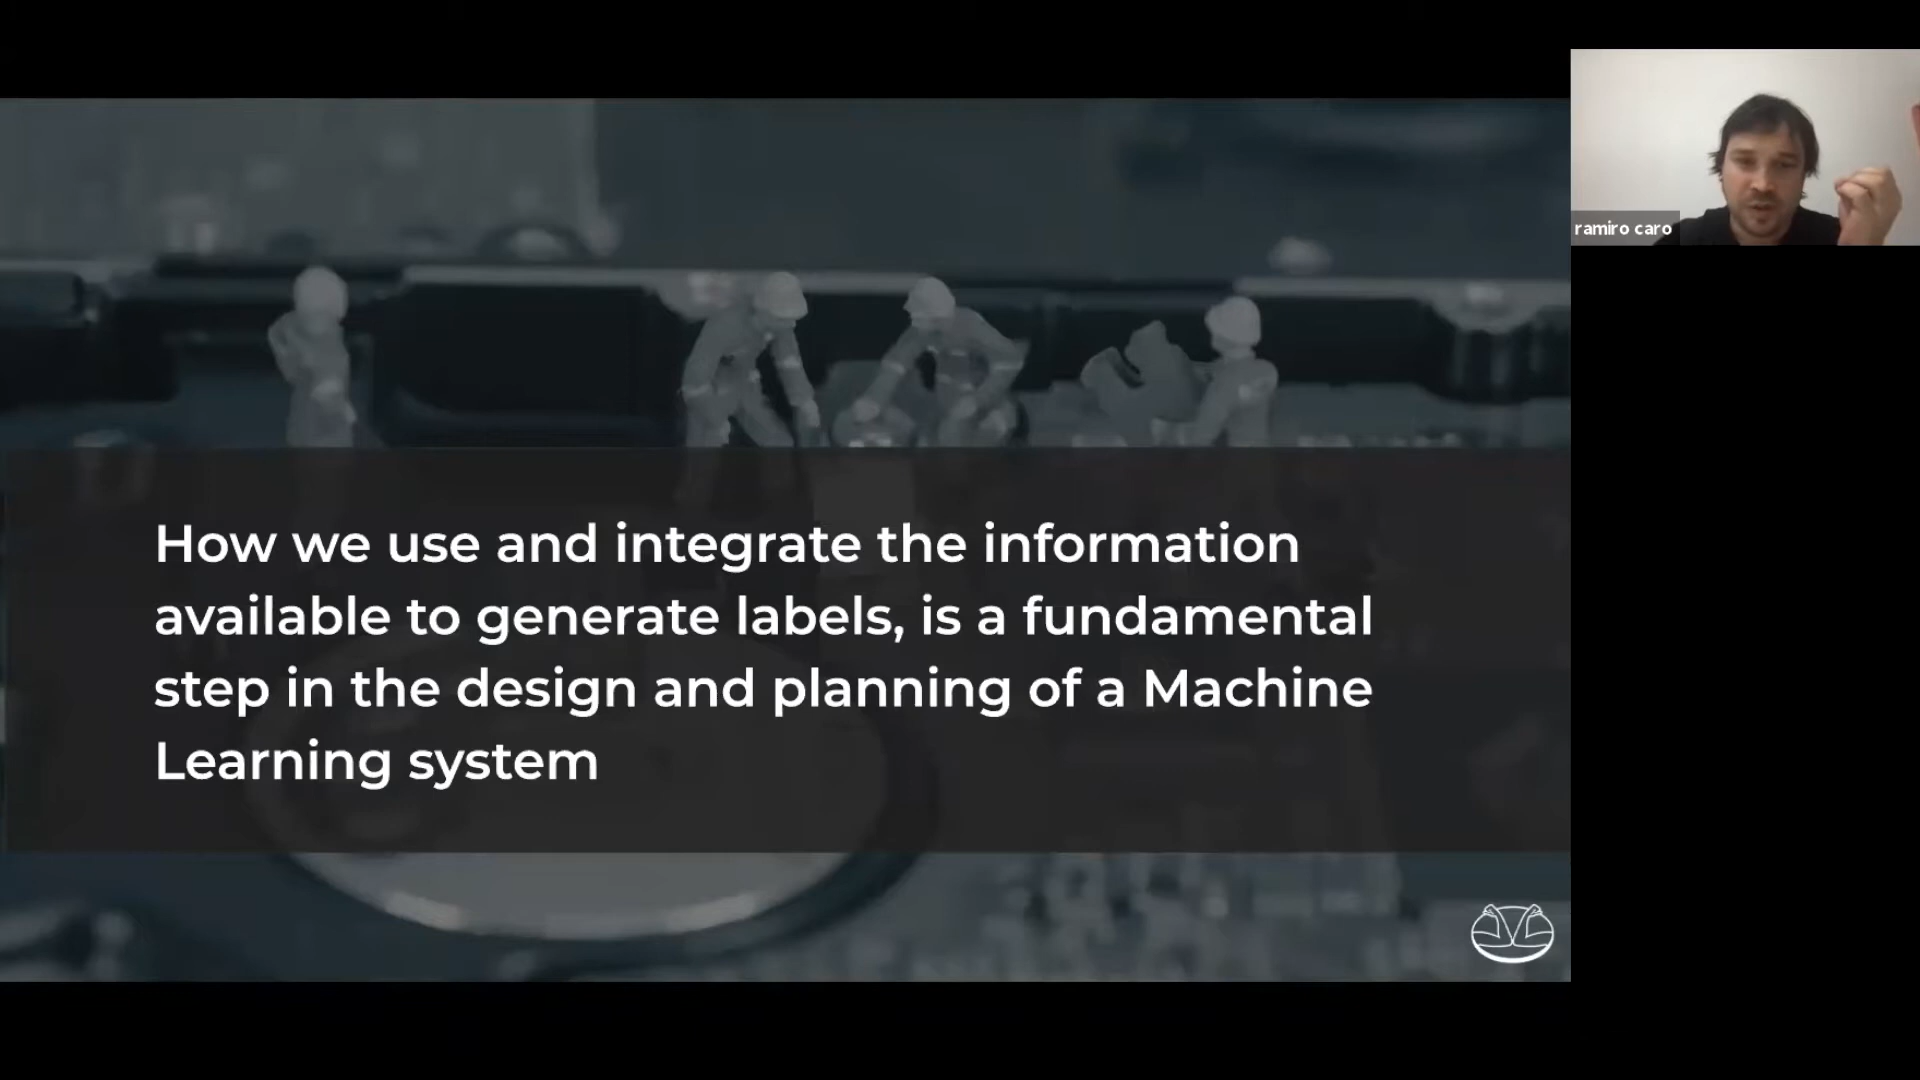 How we use and integrate the information
available to generate labels, is a fundamental
step in the design and planning of a Machine
Learning system
ramiro caro